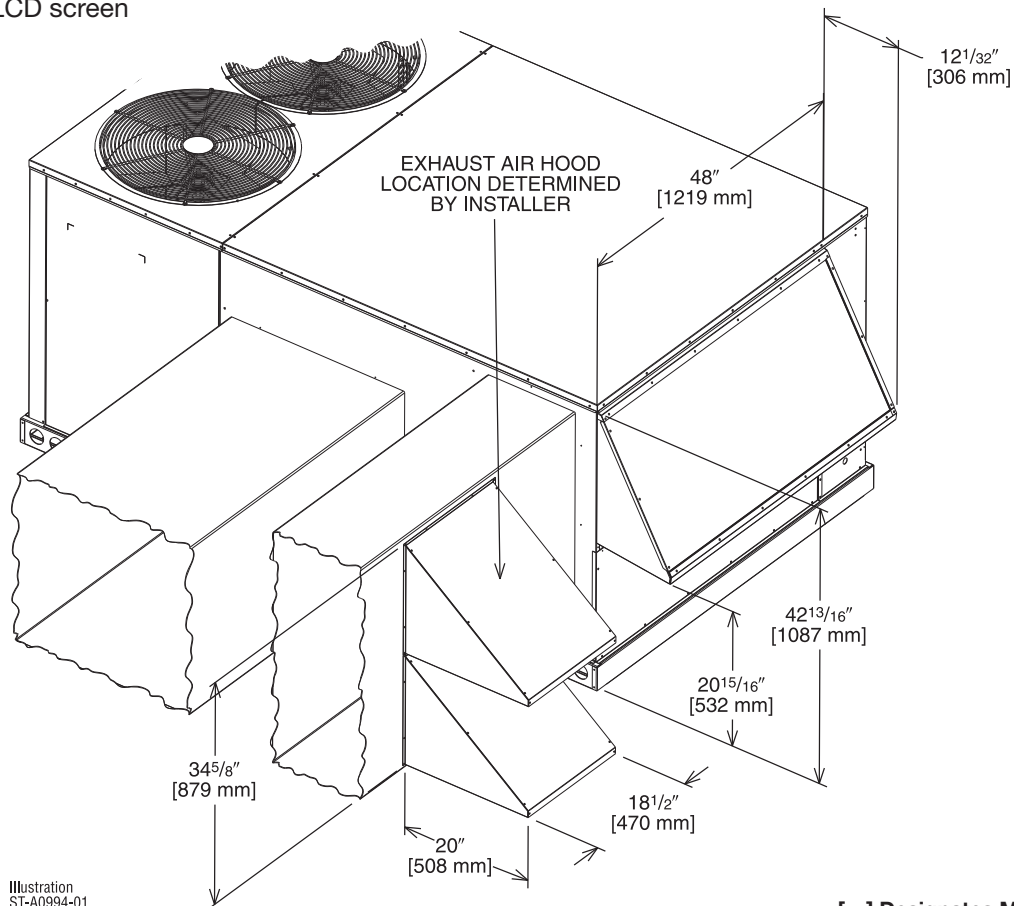 LCD screen
12 1/32"
[306 mm]
48"
[1219 mm]
EXHAUST AIR HOOD
LOCATION DETERMINED
BY INSTALLER
42 13/16"
[1087 mm]
20 15/16"
[532 mm]
34 5/8"
[879 mm]
18 1/2"
[470 mm]
20"
[508 mm]
Illustration
ST-A0994-01
] Designates M